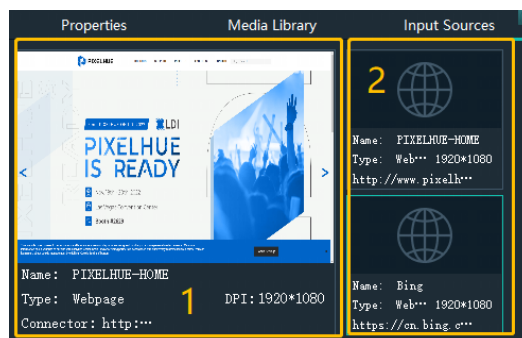 Properties
Media Library
Input Sources
PIXELHUE
LDI
PIXELHUE
IS READY
Booth #2620
Name: PIXELHUE-HOME
Type: Webpage
DPI: 1920*1080
Connector: http:···
1
2
Name: PIXELHUE-HOME
Type: Web··· 1920*1080
http://www.pixelh···
Name: Bing
Type: Web··· 1920*1080
https://cn.bing.c···